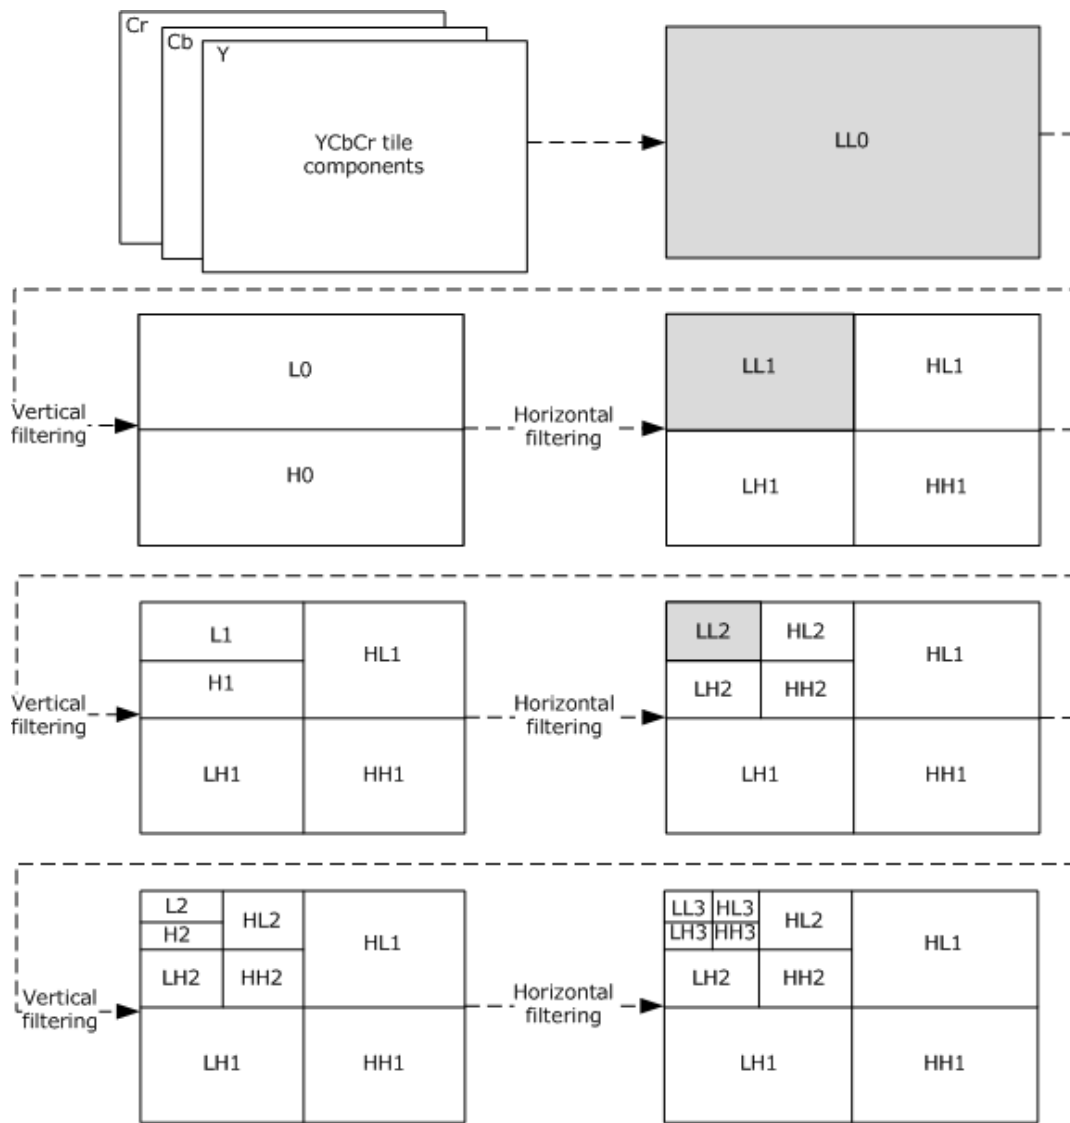 Cr
Cb
Y
YCbCr tile
components
LL0
Vertical
filtering
L0
H0
Horizontal
filtering
LL1
HL1
LH1
HH1
Vertical
filtering
L1
H1
HL1
LH1
HH1
Horizontal
filtering
LL2
HL2
LH2
HH2
HL1
LH1
HH1
Vertical
filtering
L2
H2
HL2
LH2
HH2
HL1
LH1
HH1
Horizontal
filtering
LL3
HL3
LH3
HH3
HL2
LH2
HH2
HL1
LH1
HH1